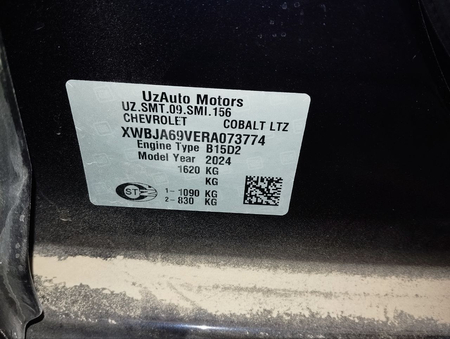 UzAuto Motors
UZ.SMT.09.SMI.156
CHEVROLET COBALT LTZ
XWBJA69VERA073774
Engine Type B15D2
Model Year 2024
1620 KG
KG
ST 1- 1090 KG
2- 830 KG